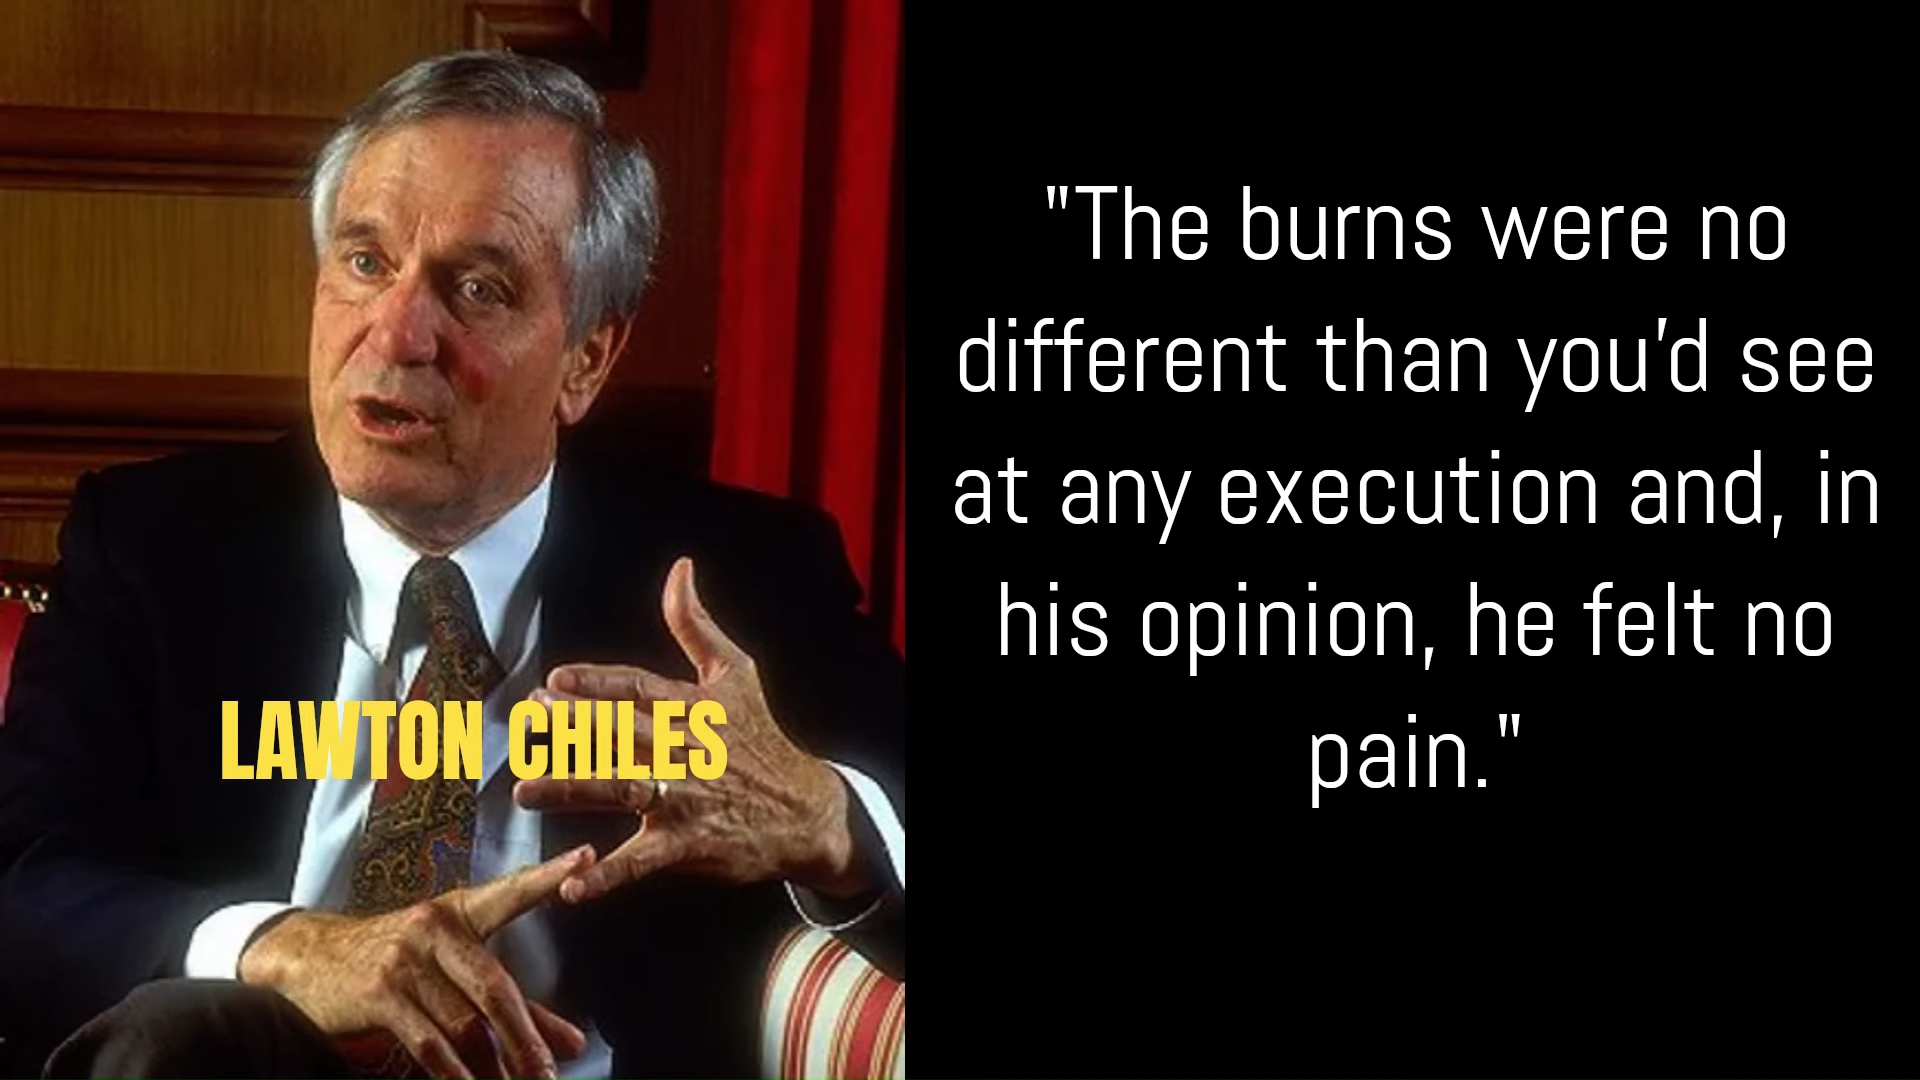 LAWTON CHILES
"The burns were no
different than you'd see
at any execution and, in
his opinion, he felt no
pain."